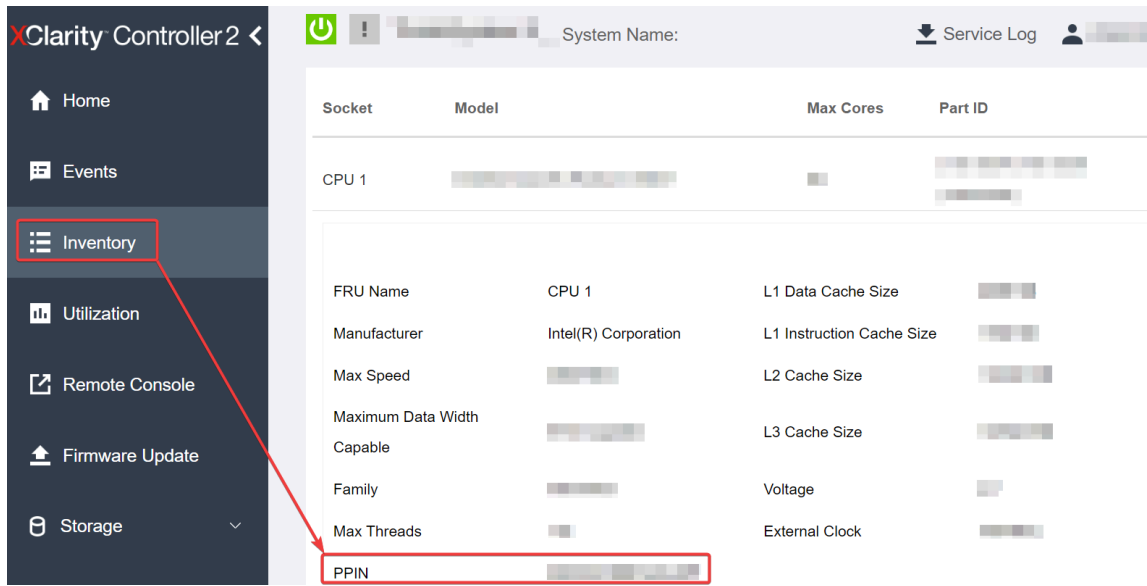 XClarity™ Controller 2
System Name:
Service Log
Home
Events
Inventory
Utilization
Remote Console
Firmware Update
Storage
Socket Model Max Cores Part ID
CPU 1
FRU Name CPU 1 L1 Data Cache Size
Manufacturer Intel(R) Corporation L1 Instruction Cache Size
Max Speed L2 Cache Size
Maximum Data Width
Capable
L3 Cache Size
Family Voltage
Max Threads External Clock
PPIN